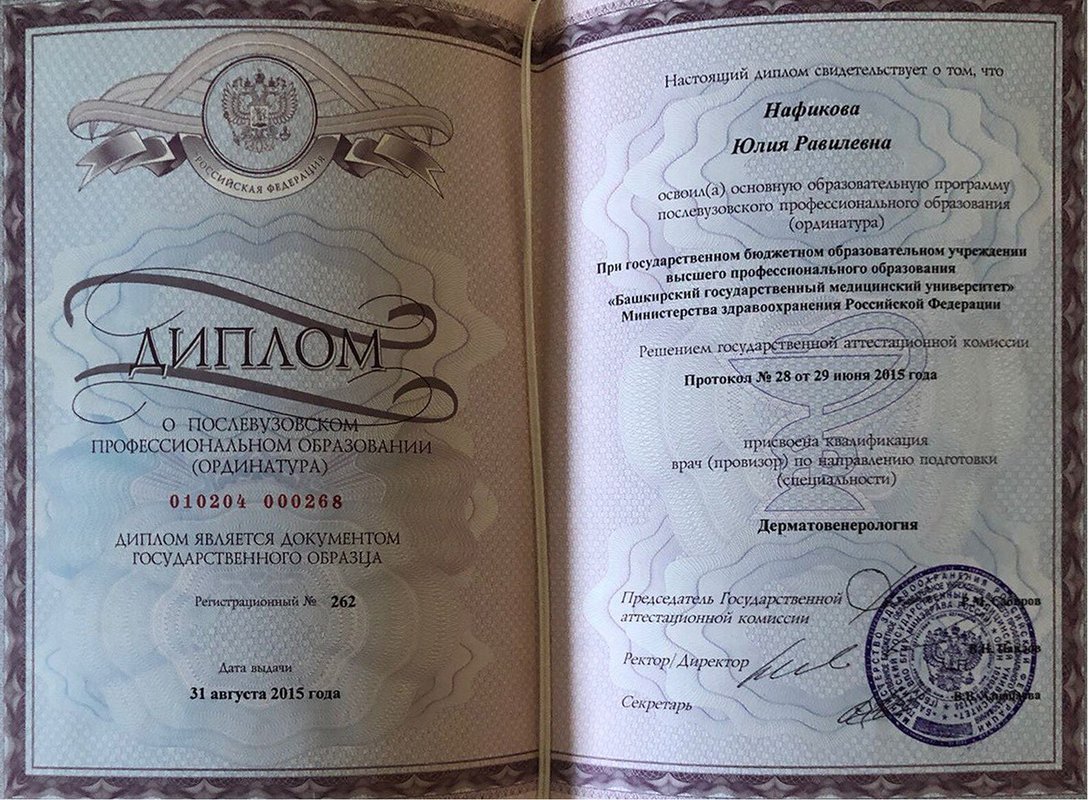 РОССИЙСКАЯ ФЕДЕРАЦИЯ
ДИПЛОМ
О ПОСЛЕВУЗОВСКОМ
ПРОФЕССИОНАЛЬНОМ ОБРАЗОВАНИИ
(ОРДИНАТУРА)
010204 000268
ДИПЛОМ ЯВЛЯЕТСЯ ДОКУМЕНТОМ
ГОСУДАРСТВЕННОГО ОБРАЗЦА
Регистрационный № 262
Дата выдачи
31 августа 2015 года
Настоящий диплом свидетельствует о том, что
Нафикова
Юлия Равилевна
освоил(а) основную образовательную программу
послевузовского профессионального образования
(ординатура)
При государственном бюджетном образовательном учреждении
высшего профессионального образования
«Башкирский государственный медицинский университет»
Министерства здравоохранения Российской Федерации
Решением государственной аттестационной комиссии
Протокол № 28 от 29 июня 2015 года
присвоена квалификация
врач (провизор) по направлению подготовки
(специальности)
Дерматовенерология
Председатель Государственной
аттестационной комиссии
Ректор/Директор
Секретарь